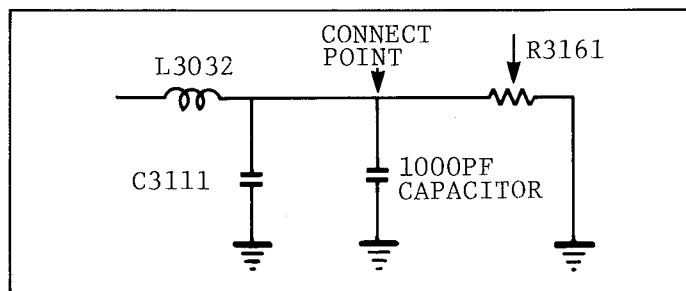 CONNECT
POINT
L3032
R3161
C3111
1000PF
CAPACITOR